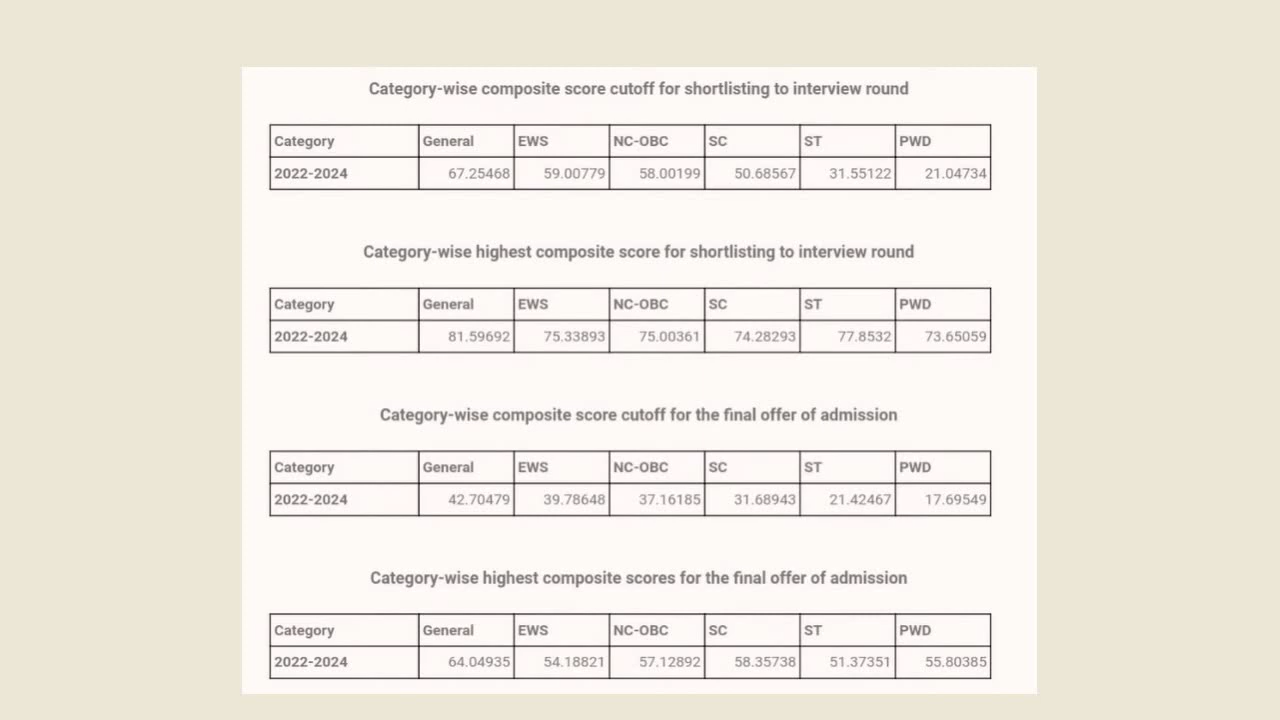 Category-wise composite score cutoff for shortlisting to interview round
Category General EWS NC-OBC SC ST PWD
2022-2024 67.25468 59.00779 58.00199 50.68567 31.55122 21.04734
Category-wise highest composite score for shortlisting to interview round
Category General EWS NC-OBC SC ST PWD
2022-2024 81.59692 75.33893 75.00361 74.28293 77.8532 73.65059
Category-wise composite score cutoff for the final offer of admission
Category General EWS NC-OBC SC ST PWD
2022-2024 42.70479 39.78648 37.16185 31.68943 21.42467 17.69549
Category-wise highest composite scores for the final offer of admission
Category General EWS NC-OBC SC ST PWD
2022-2024 64.04935 54.18821 57.12892 58.35738 51.37351 55.80385